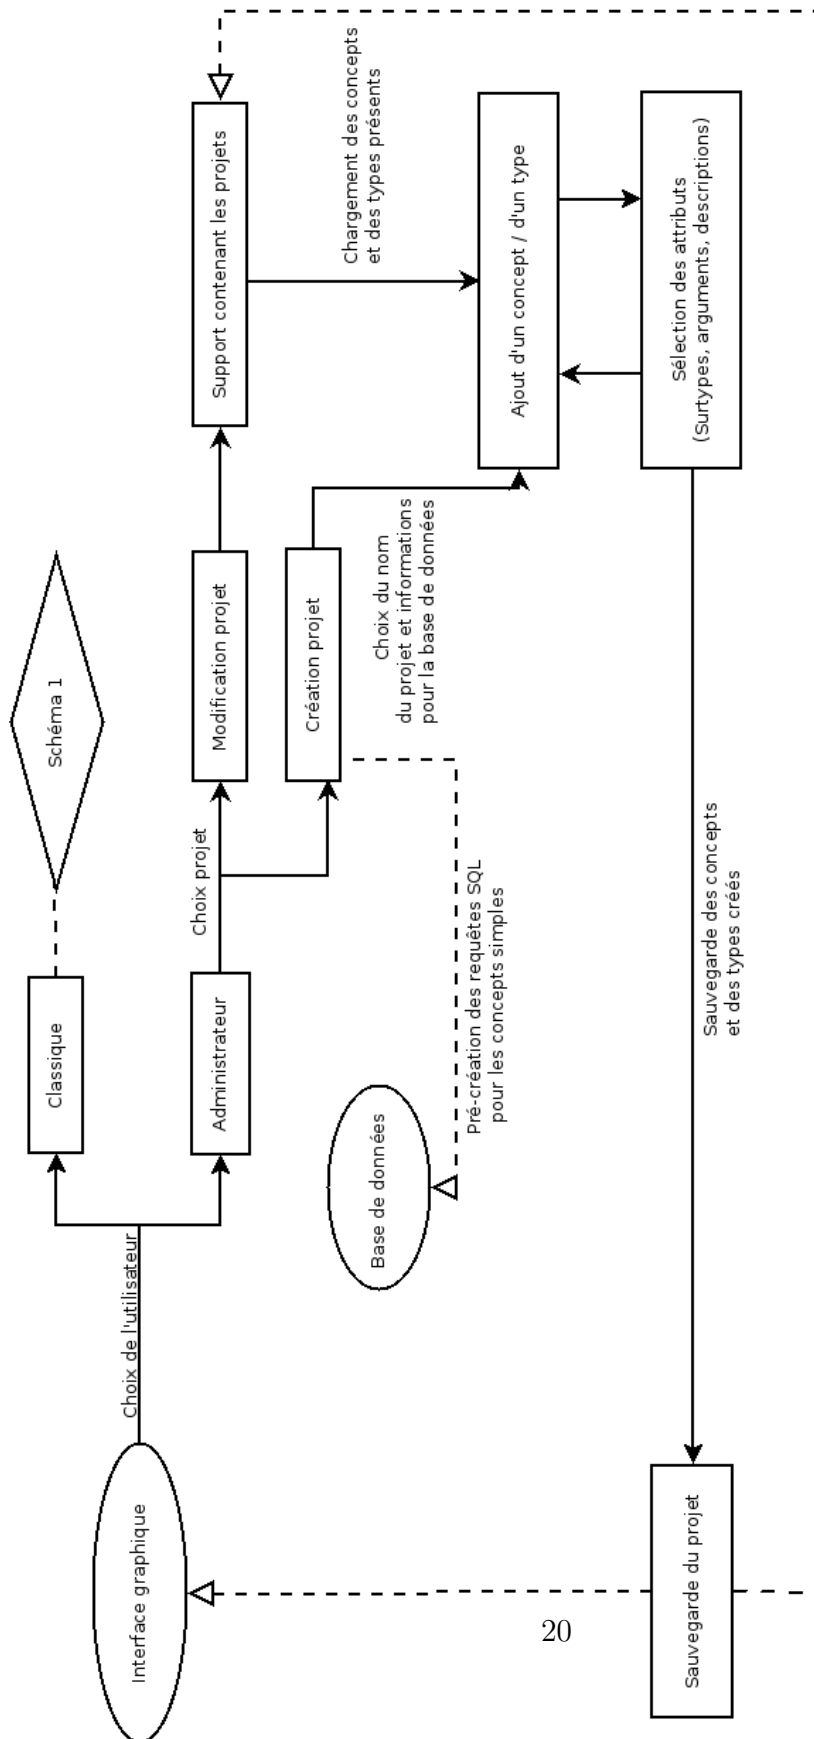 Interface graphique
Choix de l'utilisateur
Classique
Schéma 1
Administrateur
Choix projet
Modification projet
Support contenant les projets
Création projet
Chargement des concepts
et des types présents
Base de données
Choix du nom
du projet et informations
pour la base de données
Pré-création des requêtes SQL
pour les concepts simples
Ajout d'un concept / d'un type
Sélection des attributs
(Surtypes, arguments, descriptions)
Sauvegarde des concepts
et des types créés
Sauvegarde du projet
20